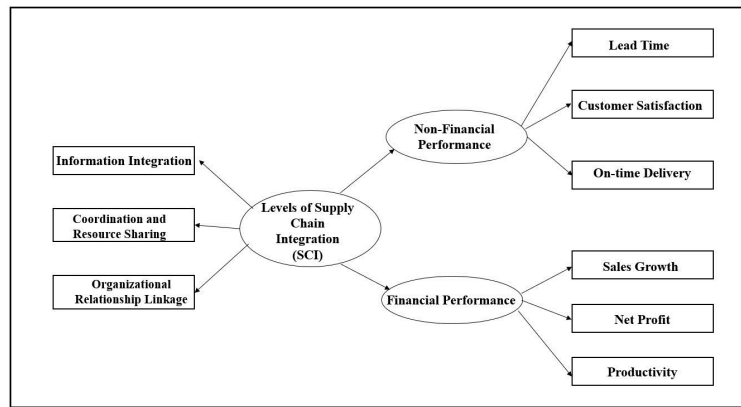 Information Integration
Coordination and
Resource Sharing
Organizational
Relationship Linkage
Levels of Supply
Chain
Integration
(SCI)
Non-Financial
Performance
Financial Performance
Lead Time
Customer Satisfaction
On-time Delivery
Sales Growth
Net Profit
Productivity